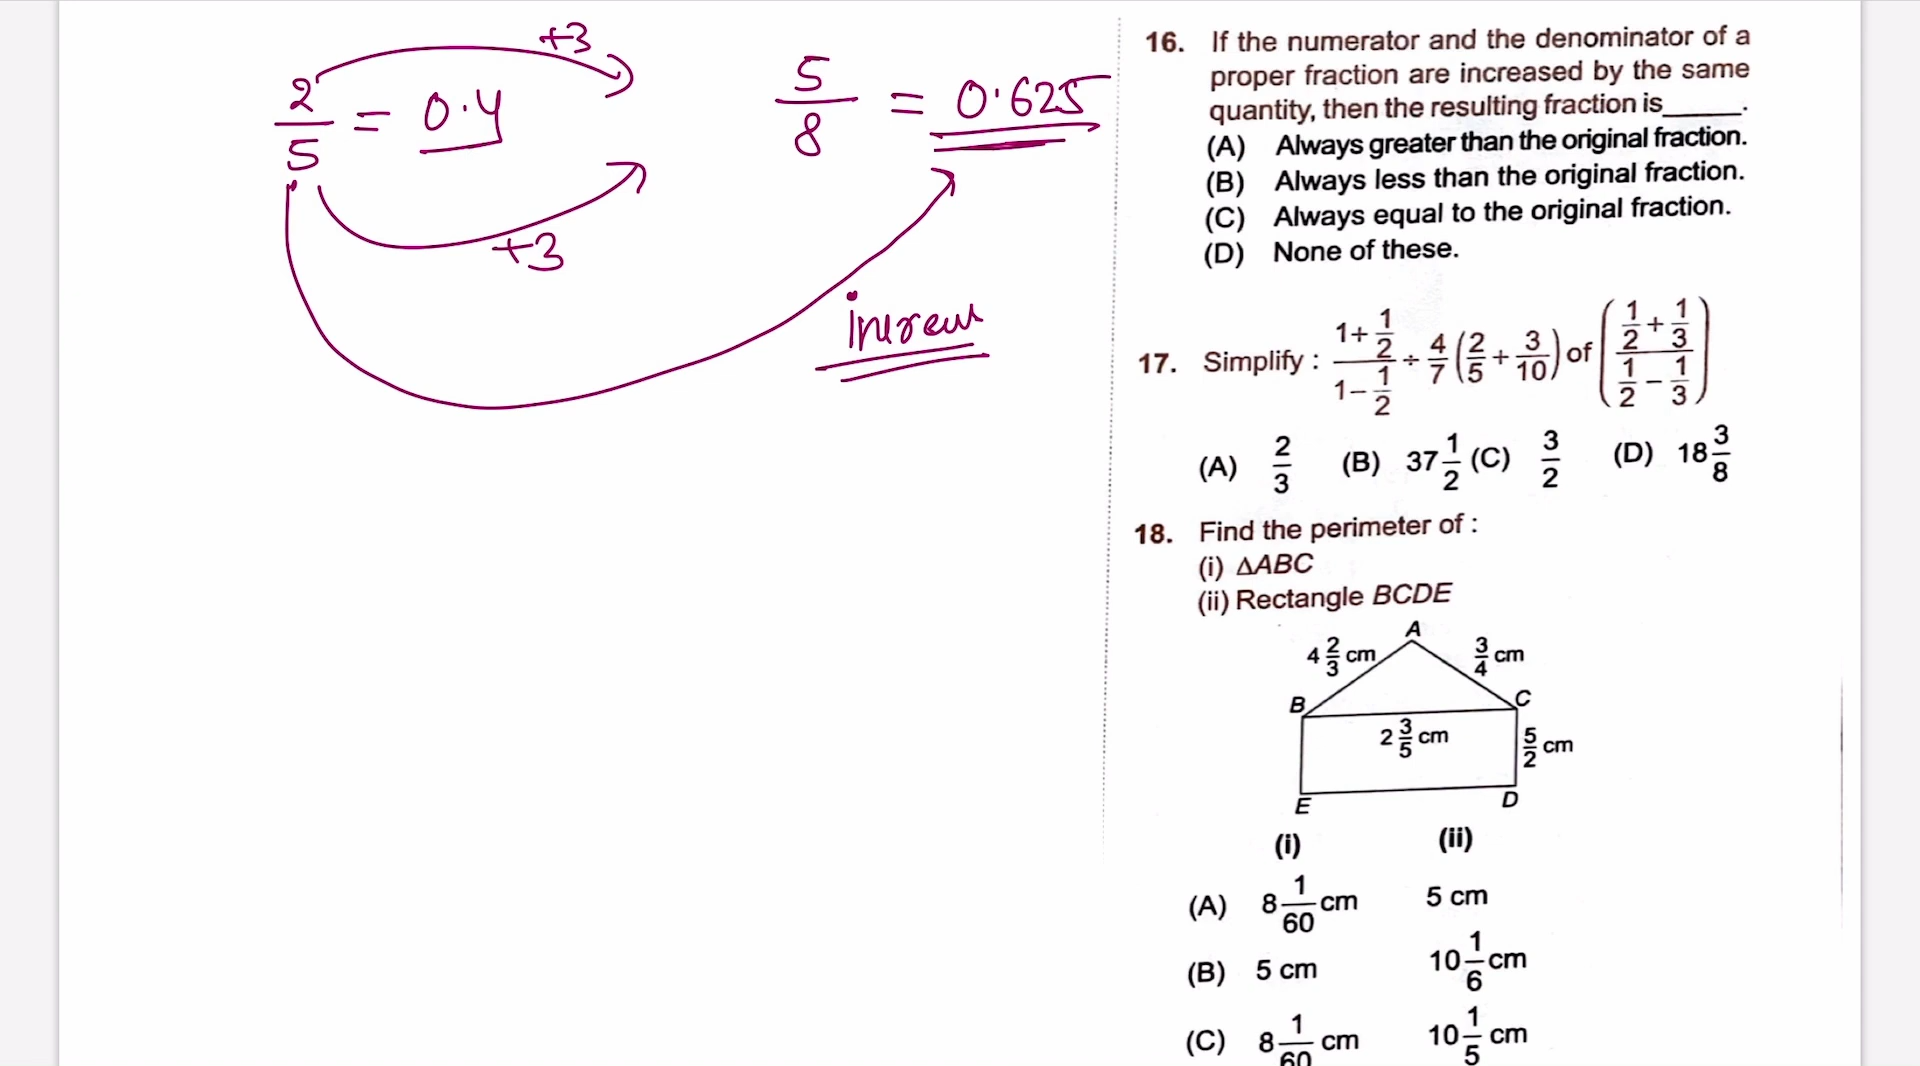 +3
2/5 = 0.4
5/8 = 0.625
+3
16. If the numerator and the denominator of a
proper fraction are increased by the same
quantity, then the resulting fraction is_____.
(A) Always greater than the original fraction.
(B) Always less than the original fraction.
(C) Always equal to the original fraction.
(D) None of these.
17. Simplify : (1+1/2)/(1-1/2) ÷ 4/7 (2/5 + 3/10) of ((1/2 + 1/3)/(1/2 - 1/3))
(A) 2/3 (B) 37 1/2 (C) 3/2 (D) 18 3/8
18. Find the perimeter of :
(i) ΔABC
(ii) Rectangle BCDE
A
4 2/3 cm 3/4 cm
B C
2 3/5 cm 5/2 cm
E D
(i) (ii)
(A) 8 1/60 cm 5 cm
(B) 5 cm 10 1/6 cm
(C) 8 1/60 cm 10 1/5 cm